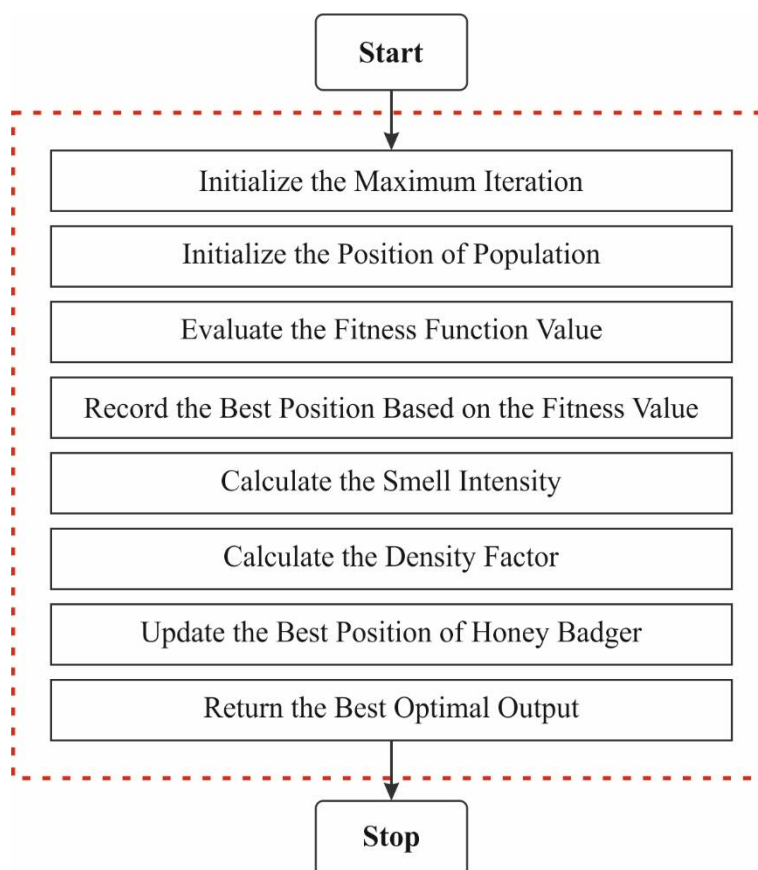 Start
Initialize the Maximum Iteration
Initialize the Position of Population
Evaluate the Fitness Function Value
Record the Best Position Based on the Fitness Value
Calculate the Smell Intensity
Calculate the Density Factor
Update the Best Position of Honey Badger
Return the Best Optimal Output
Stop